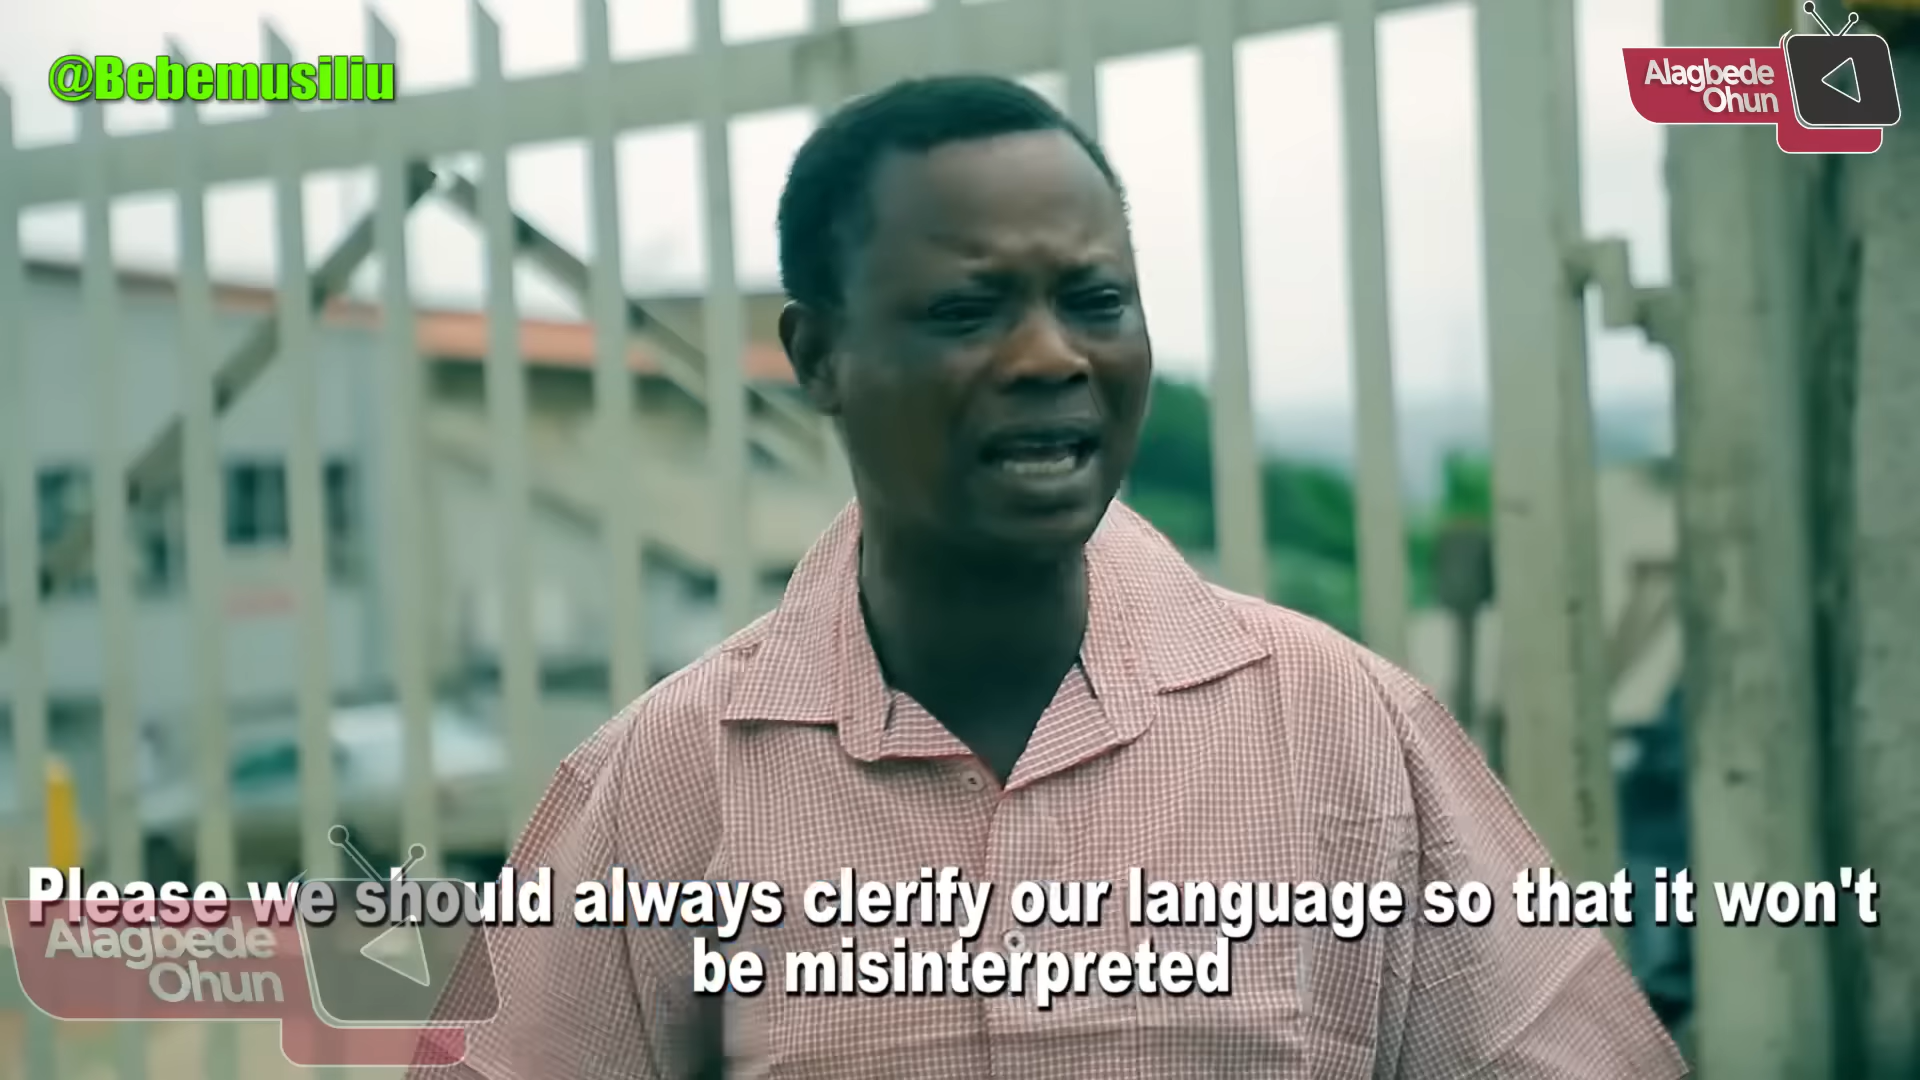 @Bebemusiliu
Alagbede
Ohun
Please we should always clerify our language so that it won't
be misinterpreted
Alagbede
Ohun